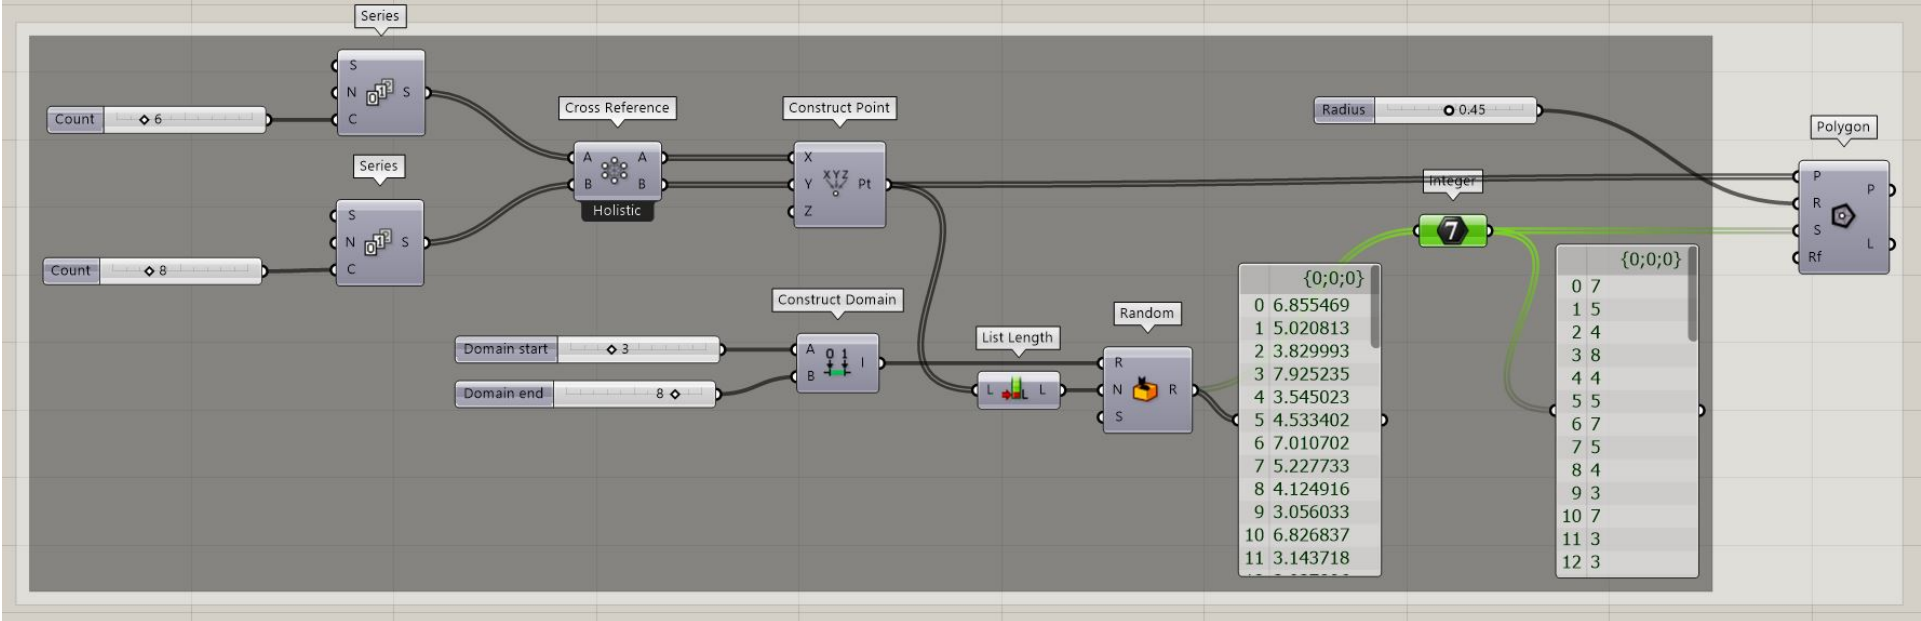 Series
S
N S
C
Count 6
Series
S
N S
C
Count 8
Cross Reference
A A
B B
Holistic
Construct Point
X
Y XYZ Pt
Z
Construct Domain
A 0 1 I
B
Domain start 3
Domain end 8
List Length
L L
Random
R
N R
S
{0;0;0}
0 6.855469
1 5.020813
2 3.829993
3 7.925235
4 3.545023
5 4.533402
6 7.010702
7 5.227733
8 4.124916
9 3.056033
10 6.826837
11 3.143718
Radius 0.45
Integer
7
{0;0;0}
0 7
1 5
2 4
3 8
4 4
5 5
6 7
7 5
8 4
9 3
10 7
11 3
12 3
Polygon
P P
R
S L
Rf